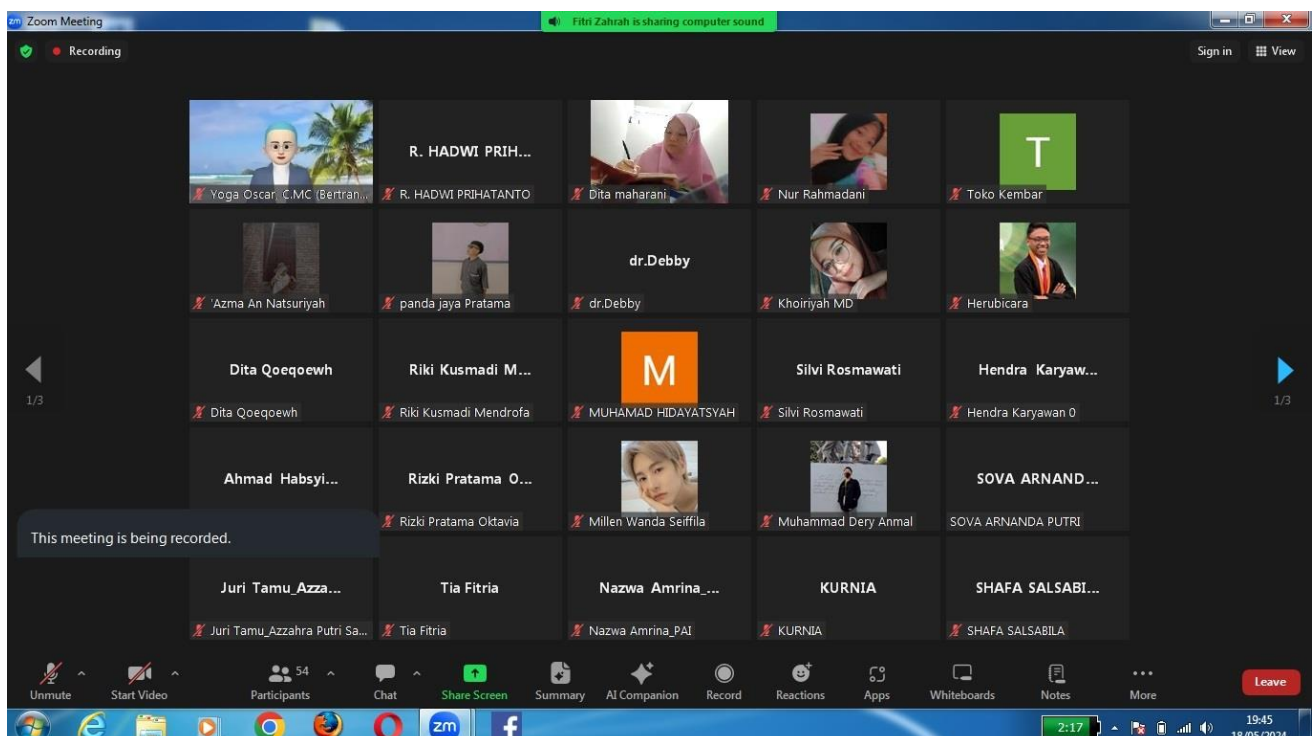 Zoom Meeting
Fitri Zahrah is sharing computer sound
Recording
Sign in
View
Yoga Oscar, C.MC (Bertran...
R. HADWI PRIH...
R. HADWI PRIHATANTO
Dita maharani
Nur Rahmadani
T
Toko Kembar
'Azma An Natsuriyah
panda jaya Pratama
dr.Debby
dr.Debby
Khoiriyah MD
Herubicara
1/3
1/3
Dita Qoeqoewh
Dita Qoeqoewh
Riki Kusmadi M...
Riki Kusmadi Mendrofa
M
MUHAMAD HIDAYATSYAH
Silvi Rosmawati
Silvi Rosmawati
Hendra Karyaw...
Hendra Karyawan 0
Ahmad Habsyi...
Rizki Pratama O...
Rizki Pratama Oktavia
Millen Wanda Seiffila
Muhammad Dery Anmal
SOVA ARNAND...
SOVA ARNANDA PUTRI
This meeting is being recorded.
Juri Tamu_Azza...
Juri Tamu_Azzahra Putri Sa...
Tia Fitria
Tia Fitria
Nazwa Amrina_...
Nazwa Amrina_PAI
KURNIA
KURNIA
SHAFA SALSABI...
SHAFA SALSABILA
Unmute
Start Video
54
Participants
Chat
Share Screen
Summary
AI Companion
Record
Reactions
Apps
Whiteboards
Notes
More
Leave
zm
2:17
19:45
18/05/2024